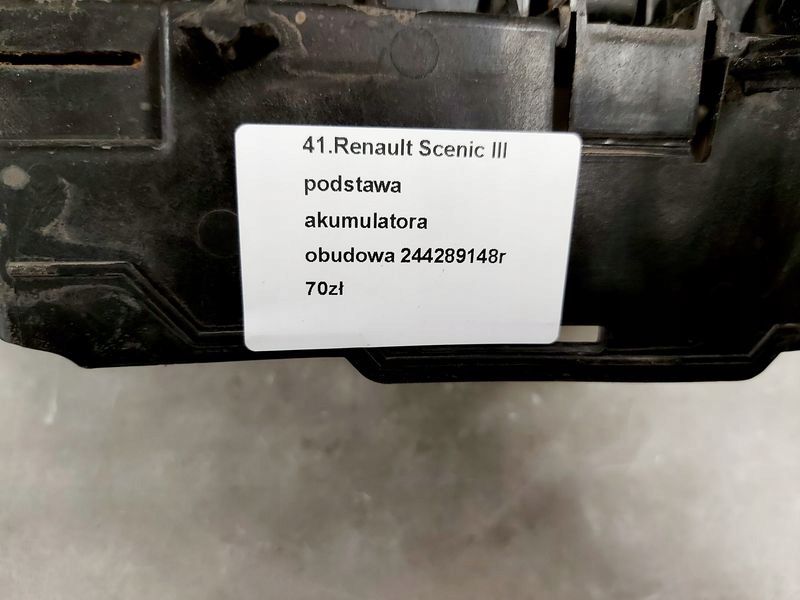 41.Renault Scenic III
podstawa
akumulatora
obudowa 244289148r
70zł